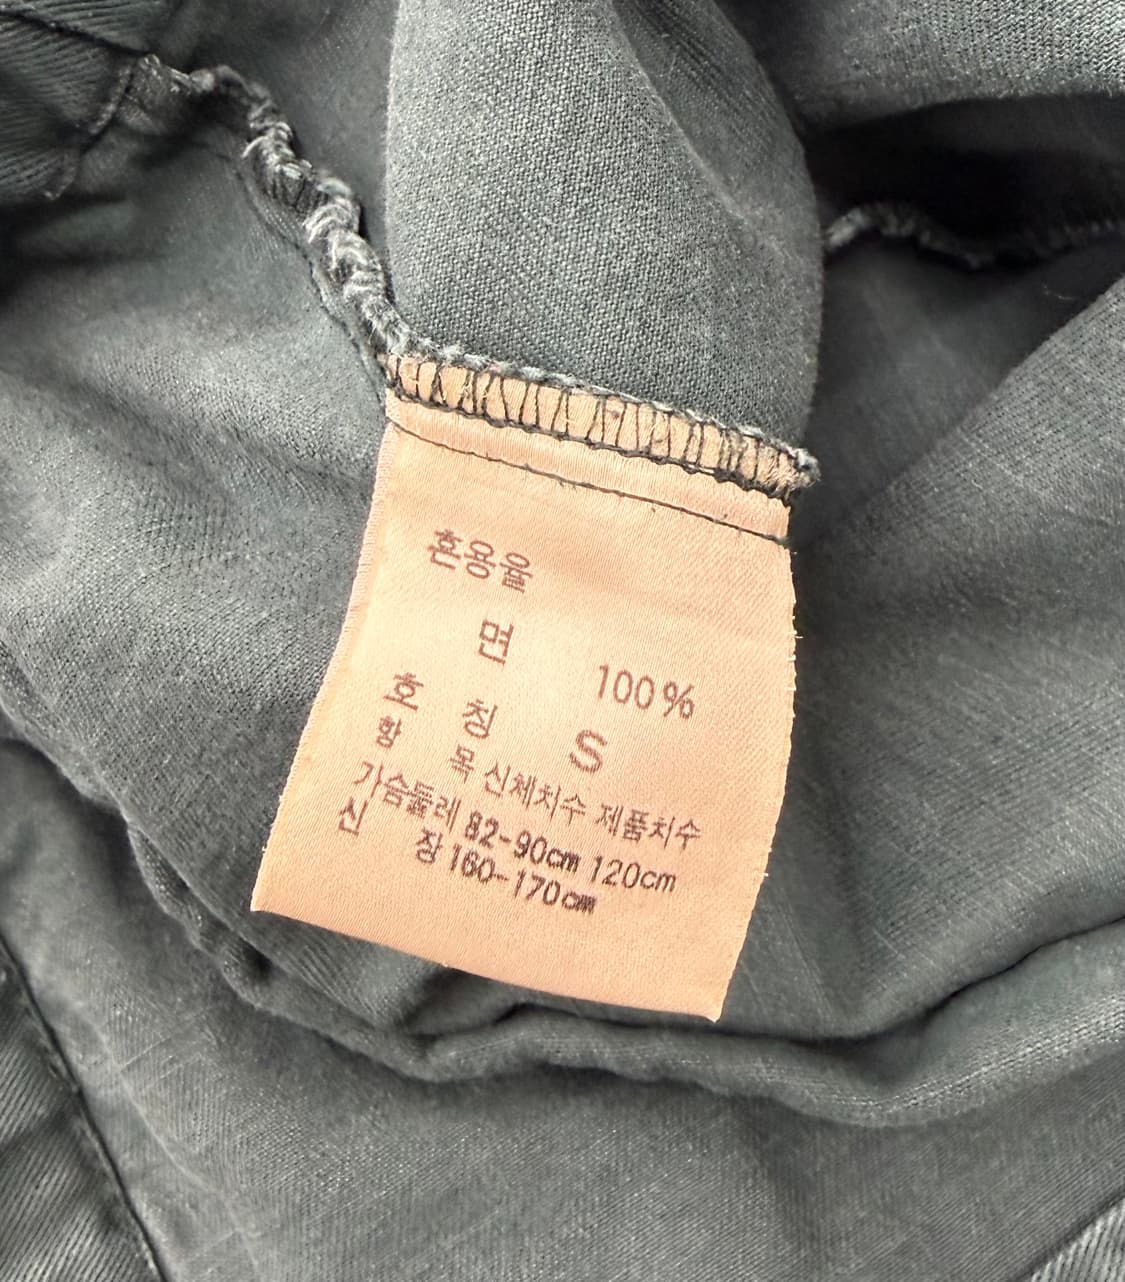 혼용율
면 100%
호 칭 S
항 목 신체치수 제품치수
가슴둘레 82-90cm 120cm
신 장 160-170cm